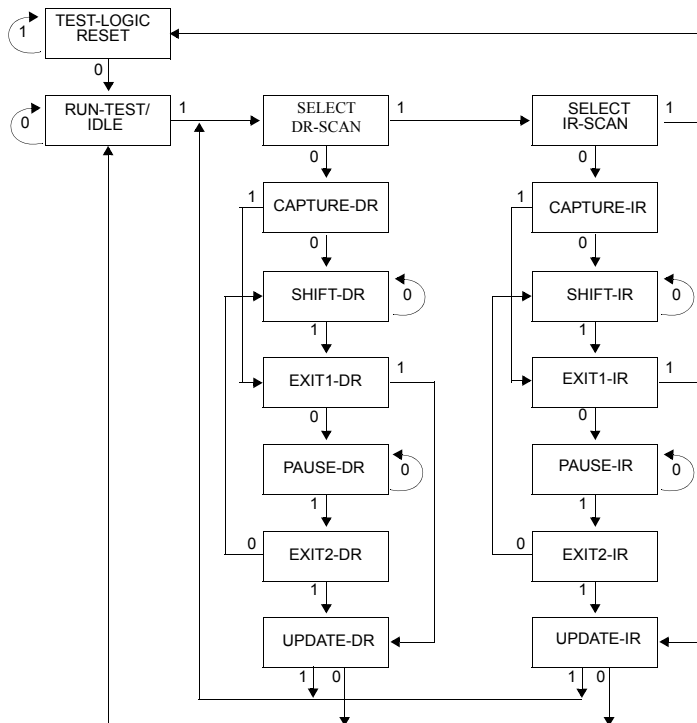 TEST-LOGIC
RESET
1
0
RUN-TEST/
IDLE
0
1
SELECT
DR-SCAN
1
SELECT
IR-SCAN
1
0
0
CAPTURE-DR
1
CAPTURE-IR
1
0
0
SHIFT-DR
0
SHIFT-IR
0
1
1
EXIT1-DR
1
EXIT1-IR
1
0
0
PAUSE-DR
0
PAUSE-IR
0
1
1
EXIT2-DR
0
EXIT2-IR
0
1
1
UPDATE-DR
UPDATE-IR
1
0
1
0